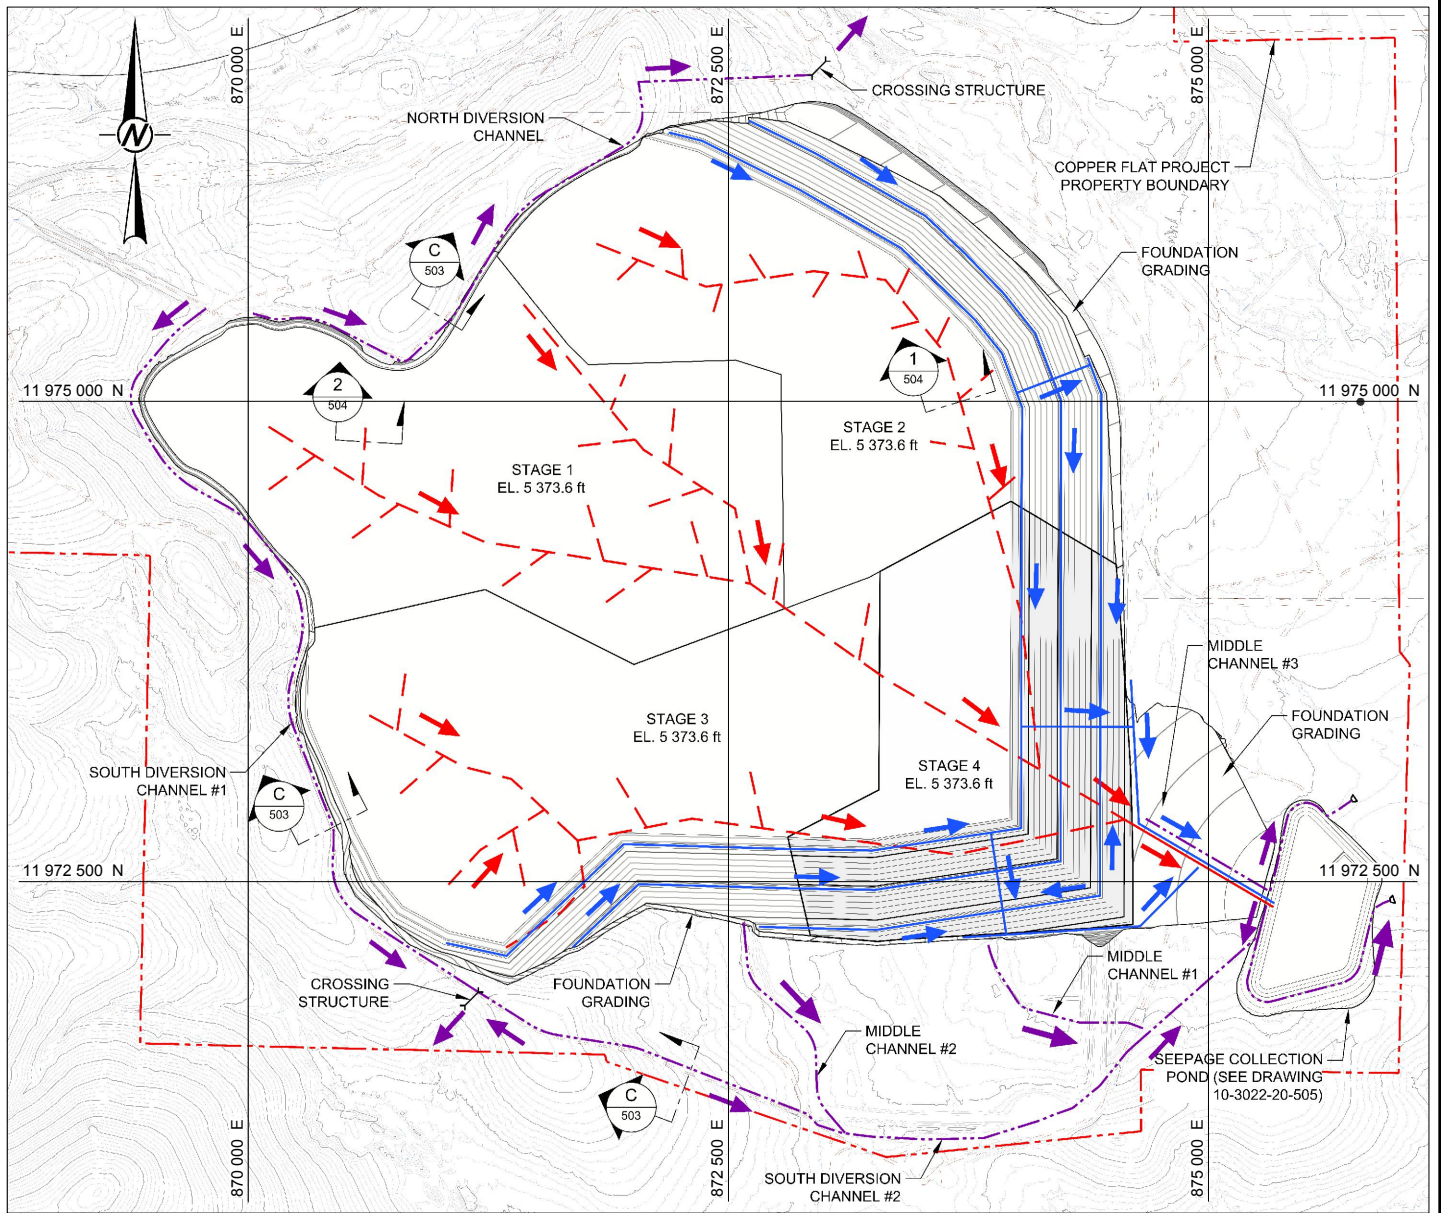 870 000 E
872 500 E
875 000 E
N
CROSSING STRUCTURE
NORTH DIVERSION
CHANNEL
COPPER FLAT PROJECT
PROPERTY BOUNDARY
C
503
FOUNDATION
GRADING
1
504
2
504
11 975 000 N
11 975 000 N
STAGE 2
EL. 5 373.6 ft
STAGE 1
EL. 5 373.6 ft
MIDDLE
CHANNEL #3
STAGE 3
EL. 5 373.6 ft
FOUNDATION
GRADING
SOUTH DIVERSION
CHANNEL #1
STAGE 4
EL. 5 373.6 ft
C
503
11 972 500 N
11 972 500 N
CROSSING
STRUCTURE
FOUNDATION
GRADING
MIDDLE
CHANNEL #1
MIDDLE
CHANNEL #2
SEEPAGE COLLECTION
POND (SEE DRAWING
10-3022-20-505)
C
503
SOUTH DIVERSION
CHANNEL #2
870 000 E
872 500 E
875 000 E